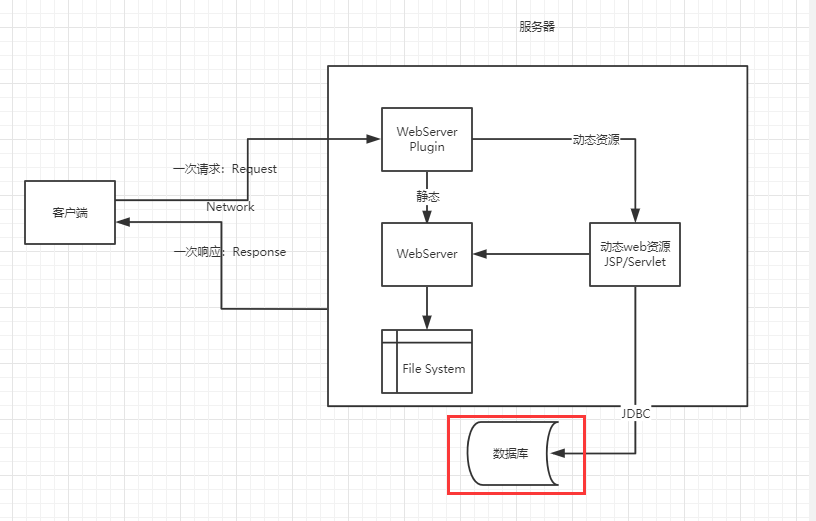 服务器
WebServer
Plugin
动态资源
一次请求：Request
静态
客户端
Network
一次响应：Response
WebServer
动态web资源
JSP/Servlet
File System
JDBC
数据库